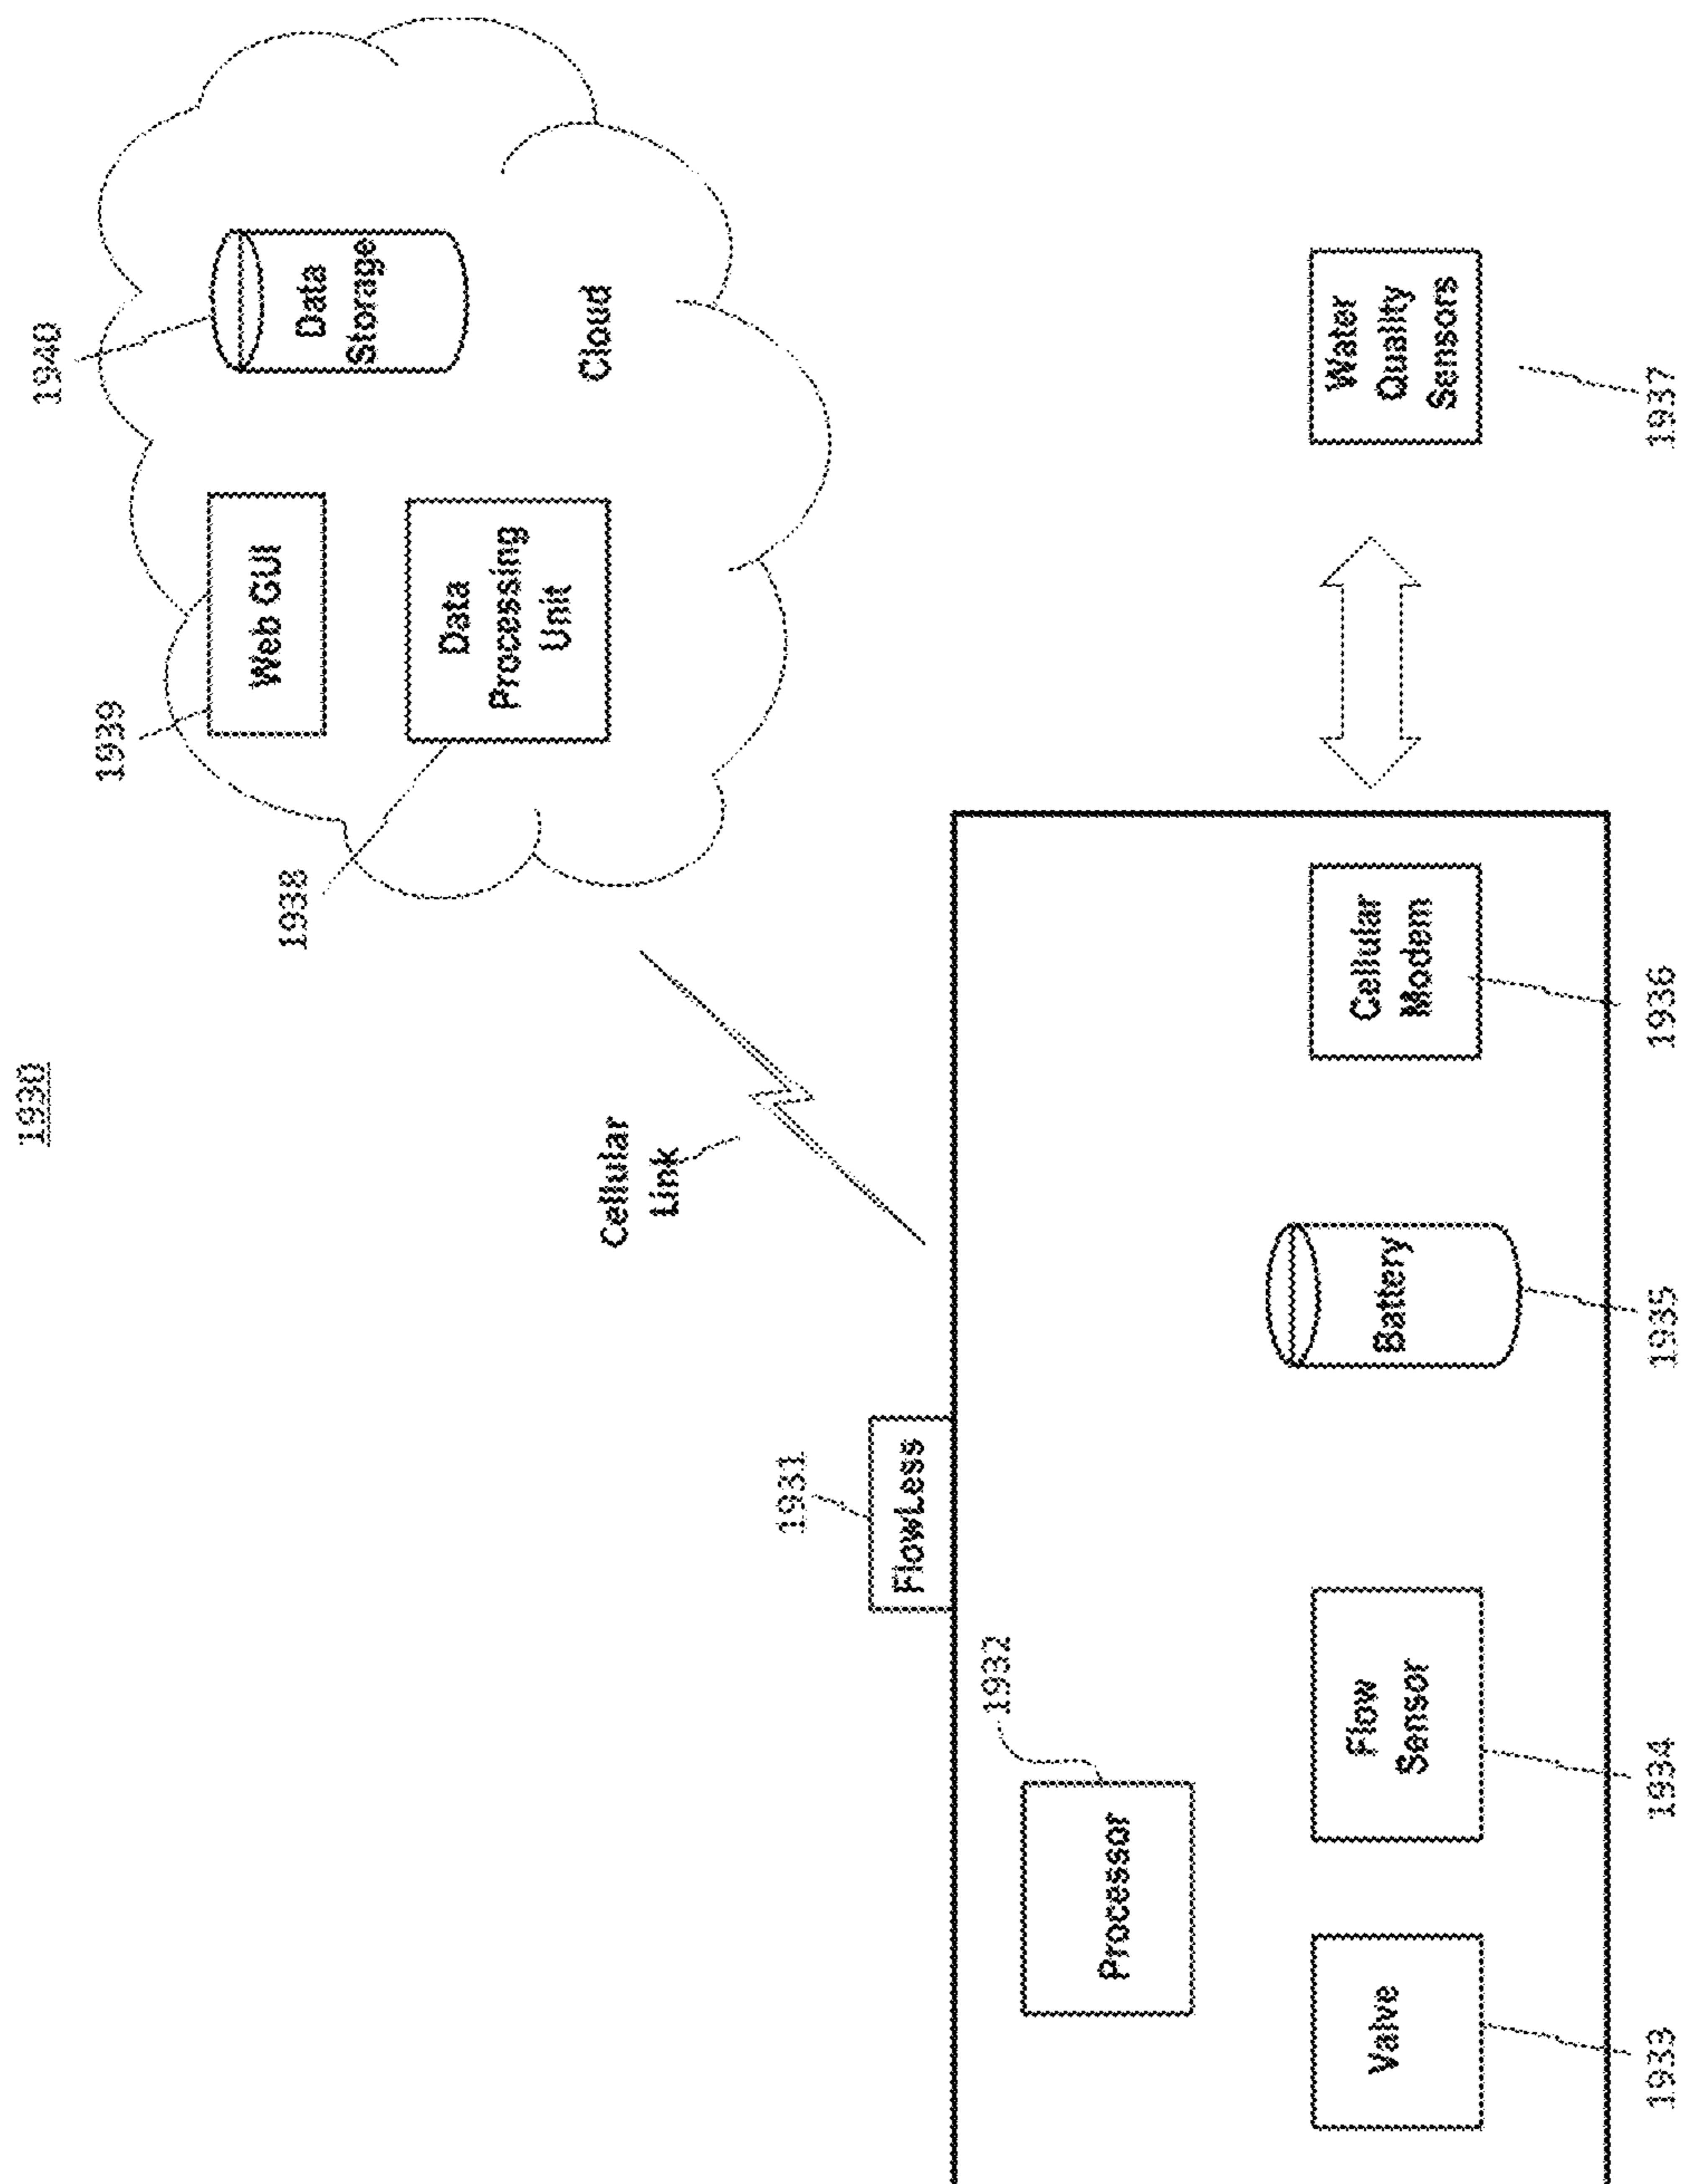 1930
1940
1939
Web GUI
Data
Storage
1938
Data
Processing
Unit
Cloud
Cellular
Link
1931
FlowLess
1932
Processor
Valve
Flow
Sensor
Battery
Cellular
Modem
Water
Quality
Sensors
1933
1934
1935
1936
1937